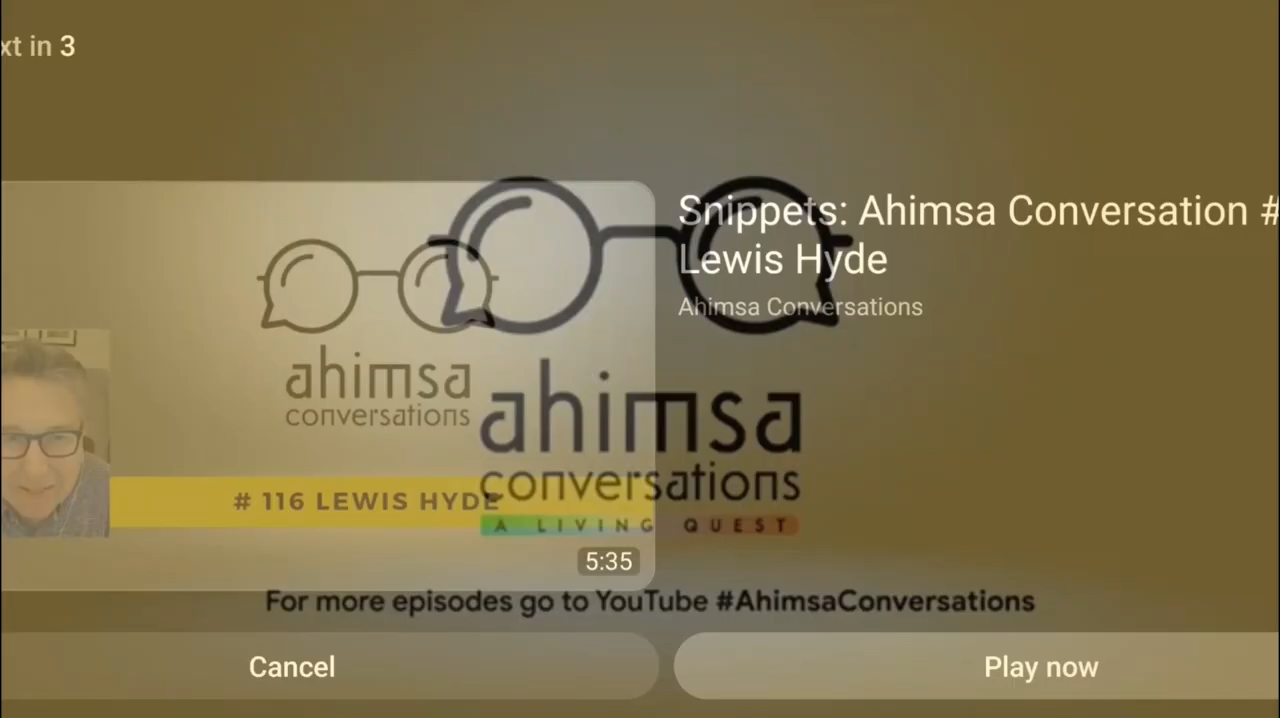 xt in 3
Snippets: Ahimsa Conversation #
Lewis Hyde
Ahimsa Conversations
ahimsa
conversations
# 116 LEWIS HYDE
5:35
ahimsa
conversations
A LIVING QUEST
For more episodes go to YouTube #AhimsaConversations
Cancel
Play now